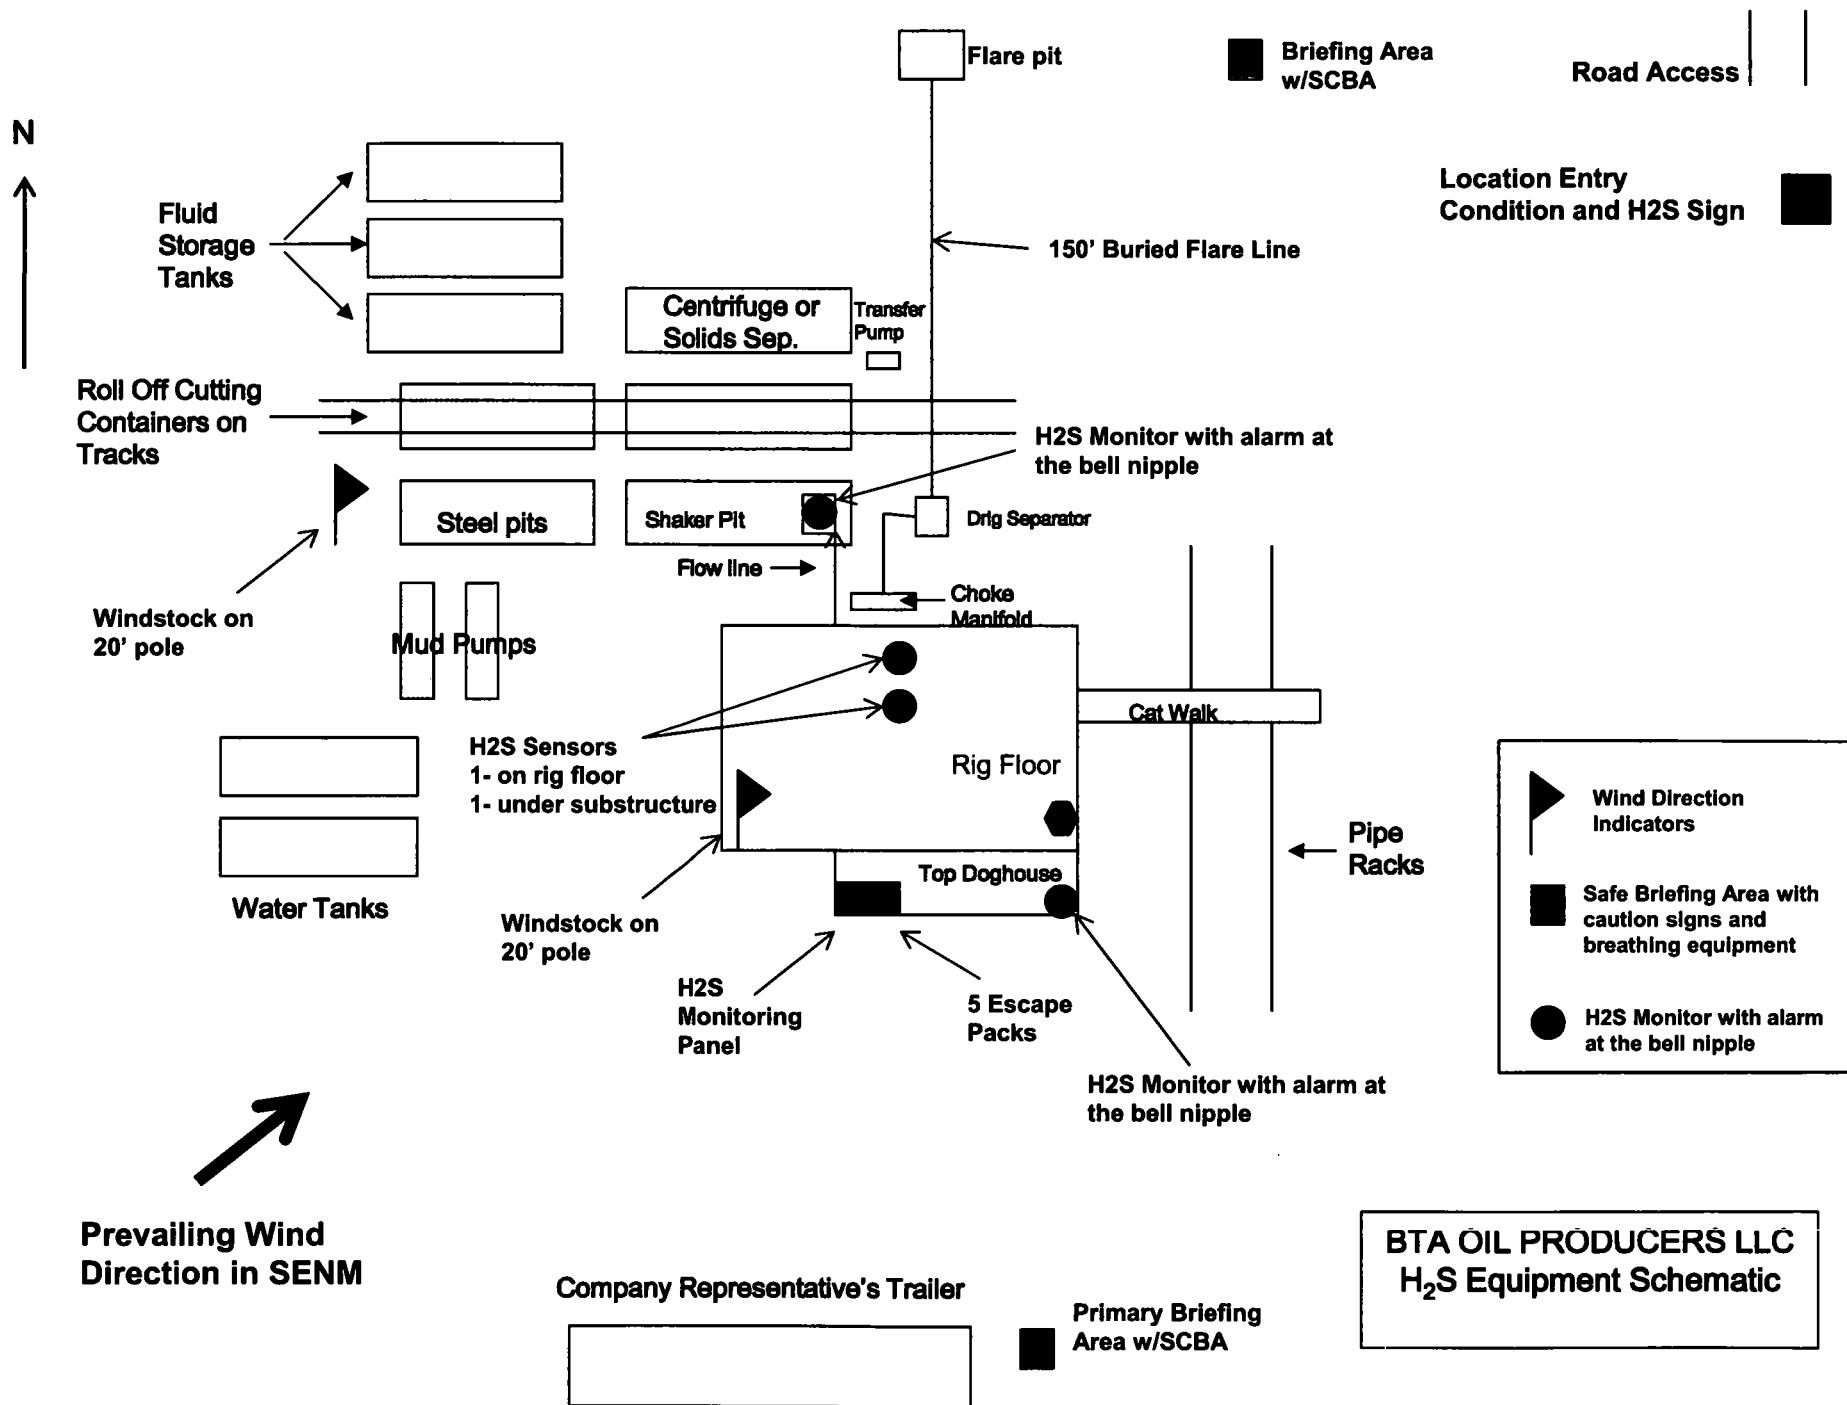 Flare pit
Briefing Area
w/SCBA
Road Access
N
Location Entry
Condition and H2S Sign
Fluid
Storage
Tanks
150' Buried Flare Line
Centrifuge or
Solids Sep.
Transfer
Pump
Roll Off Cutting
Containers on
Tracks
H2S Monitor with alarm at
the bell nipple
Steel pits
Shaker Pit
Drlg Separator
Flow line
Choke
Manifold
Windstock on
20' pole
Mud Pumps
Cat Walk
H2S Sensors
1- on rig floor
1- under substructure
Rig Floor
Wind Direction
Indicators
Pipe
Racks
Top Doghouse
Safe Briefing Area with
caution signs and
breathing equipment
Water Tanks
Windstock on
20' pole
H2S
Monitoring
Panel
5 Escape
Packs
H2S Monitor with alarm
at the bell nipple
H2S Monitor with alarm at
the bell nipple
Prevailing Wind
Direction in SENM
BTA OIL PRODUCERS LLC
H₂S Equipment Schematic
Company Representative's Trailer
Primary Briefing
Area w/SCBA